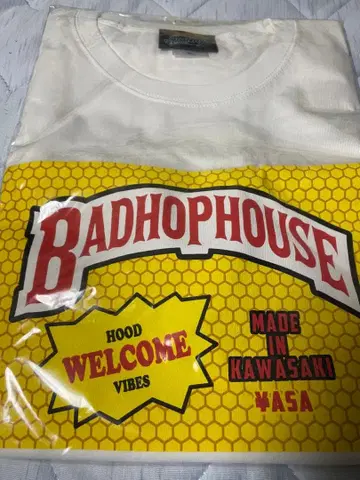 BADHOPHOUSE
HOOD
WELCOME
VIBES
MADE
IN
KAWASAKI
¥ASA